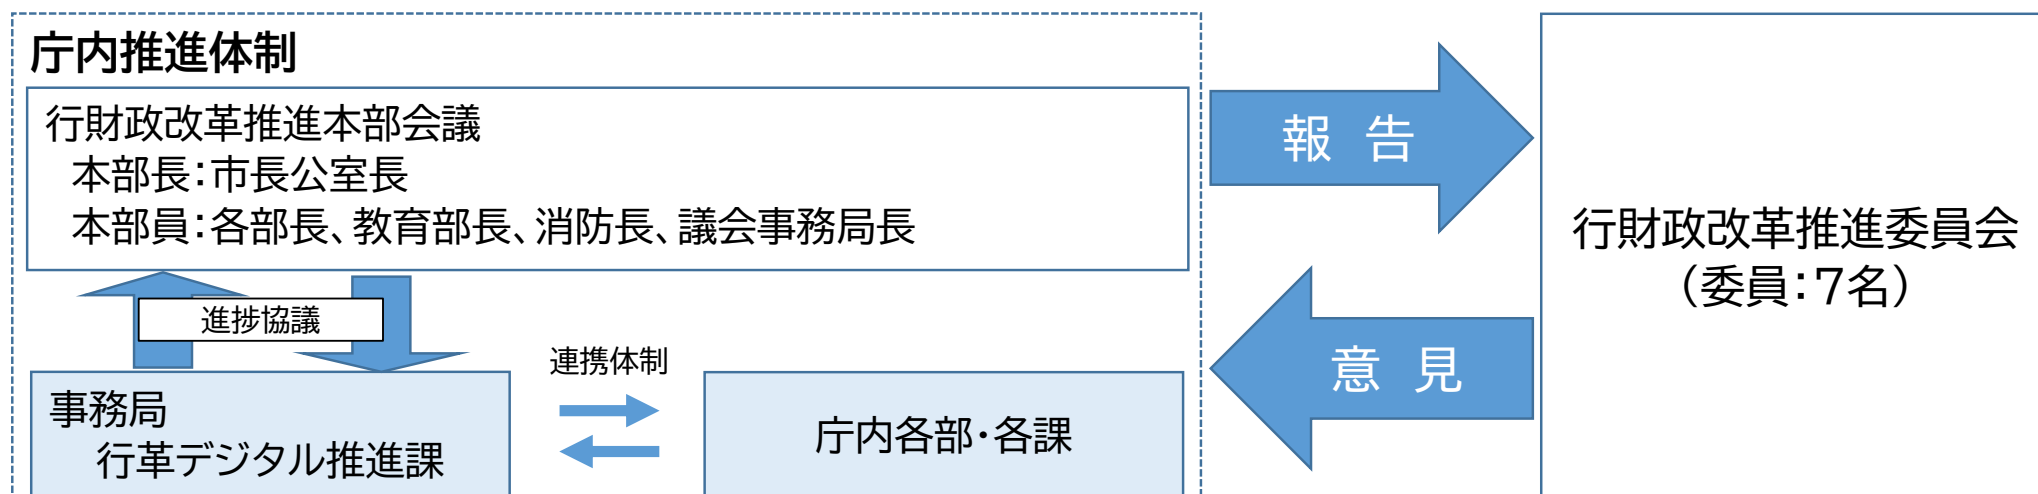 庁内推進体制
行財政改革推進本部会議
本部長：市長公室長
本部員：各部長、教育部長、消防長、議会事務局長
進捗協議
事務局
行革デジタル推進課
連携体制
庁内各部・各課
報 告
意 見
行財政改革推進委員会
（委員：7名）